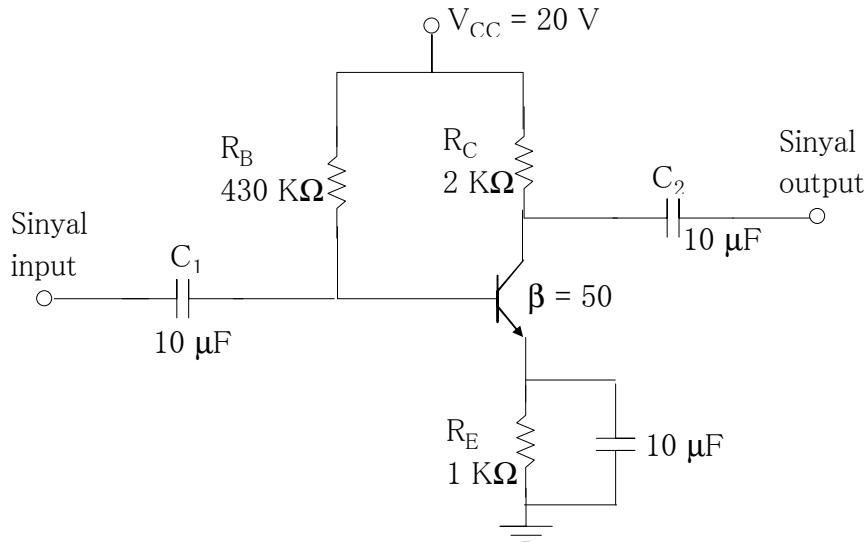 V_CC = 20 V
R_B
430 KΩ
R_C
2 KΩ
Sinyal
output
C_2
10 μF
Sinyal
input
C_1
10 μF
β = 50
R_E
1 KΩ
10 μF